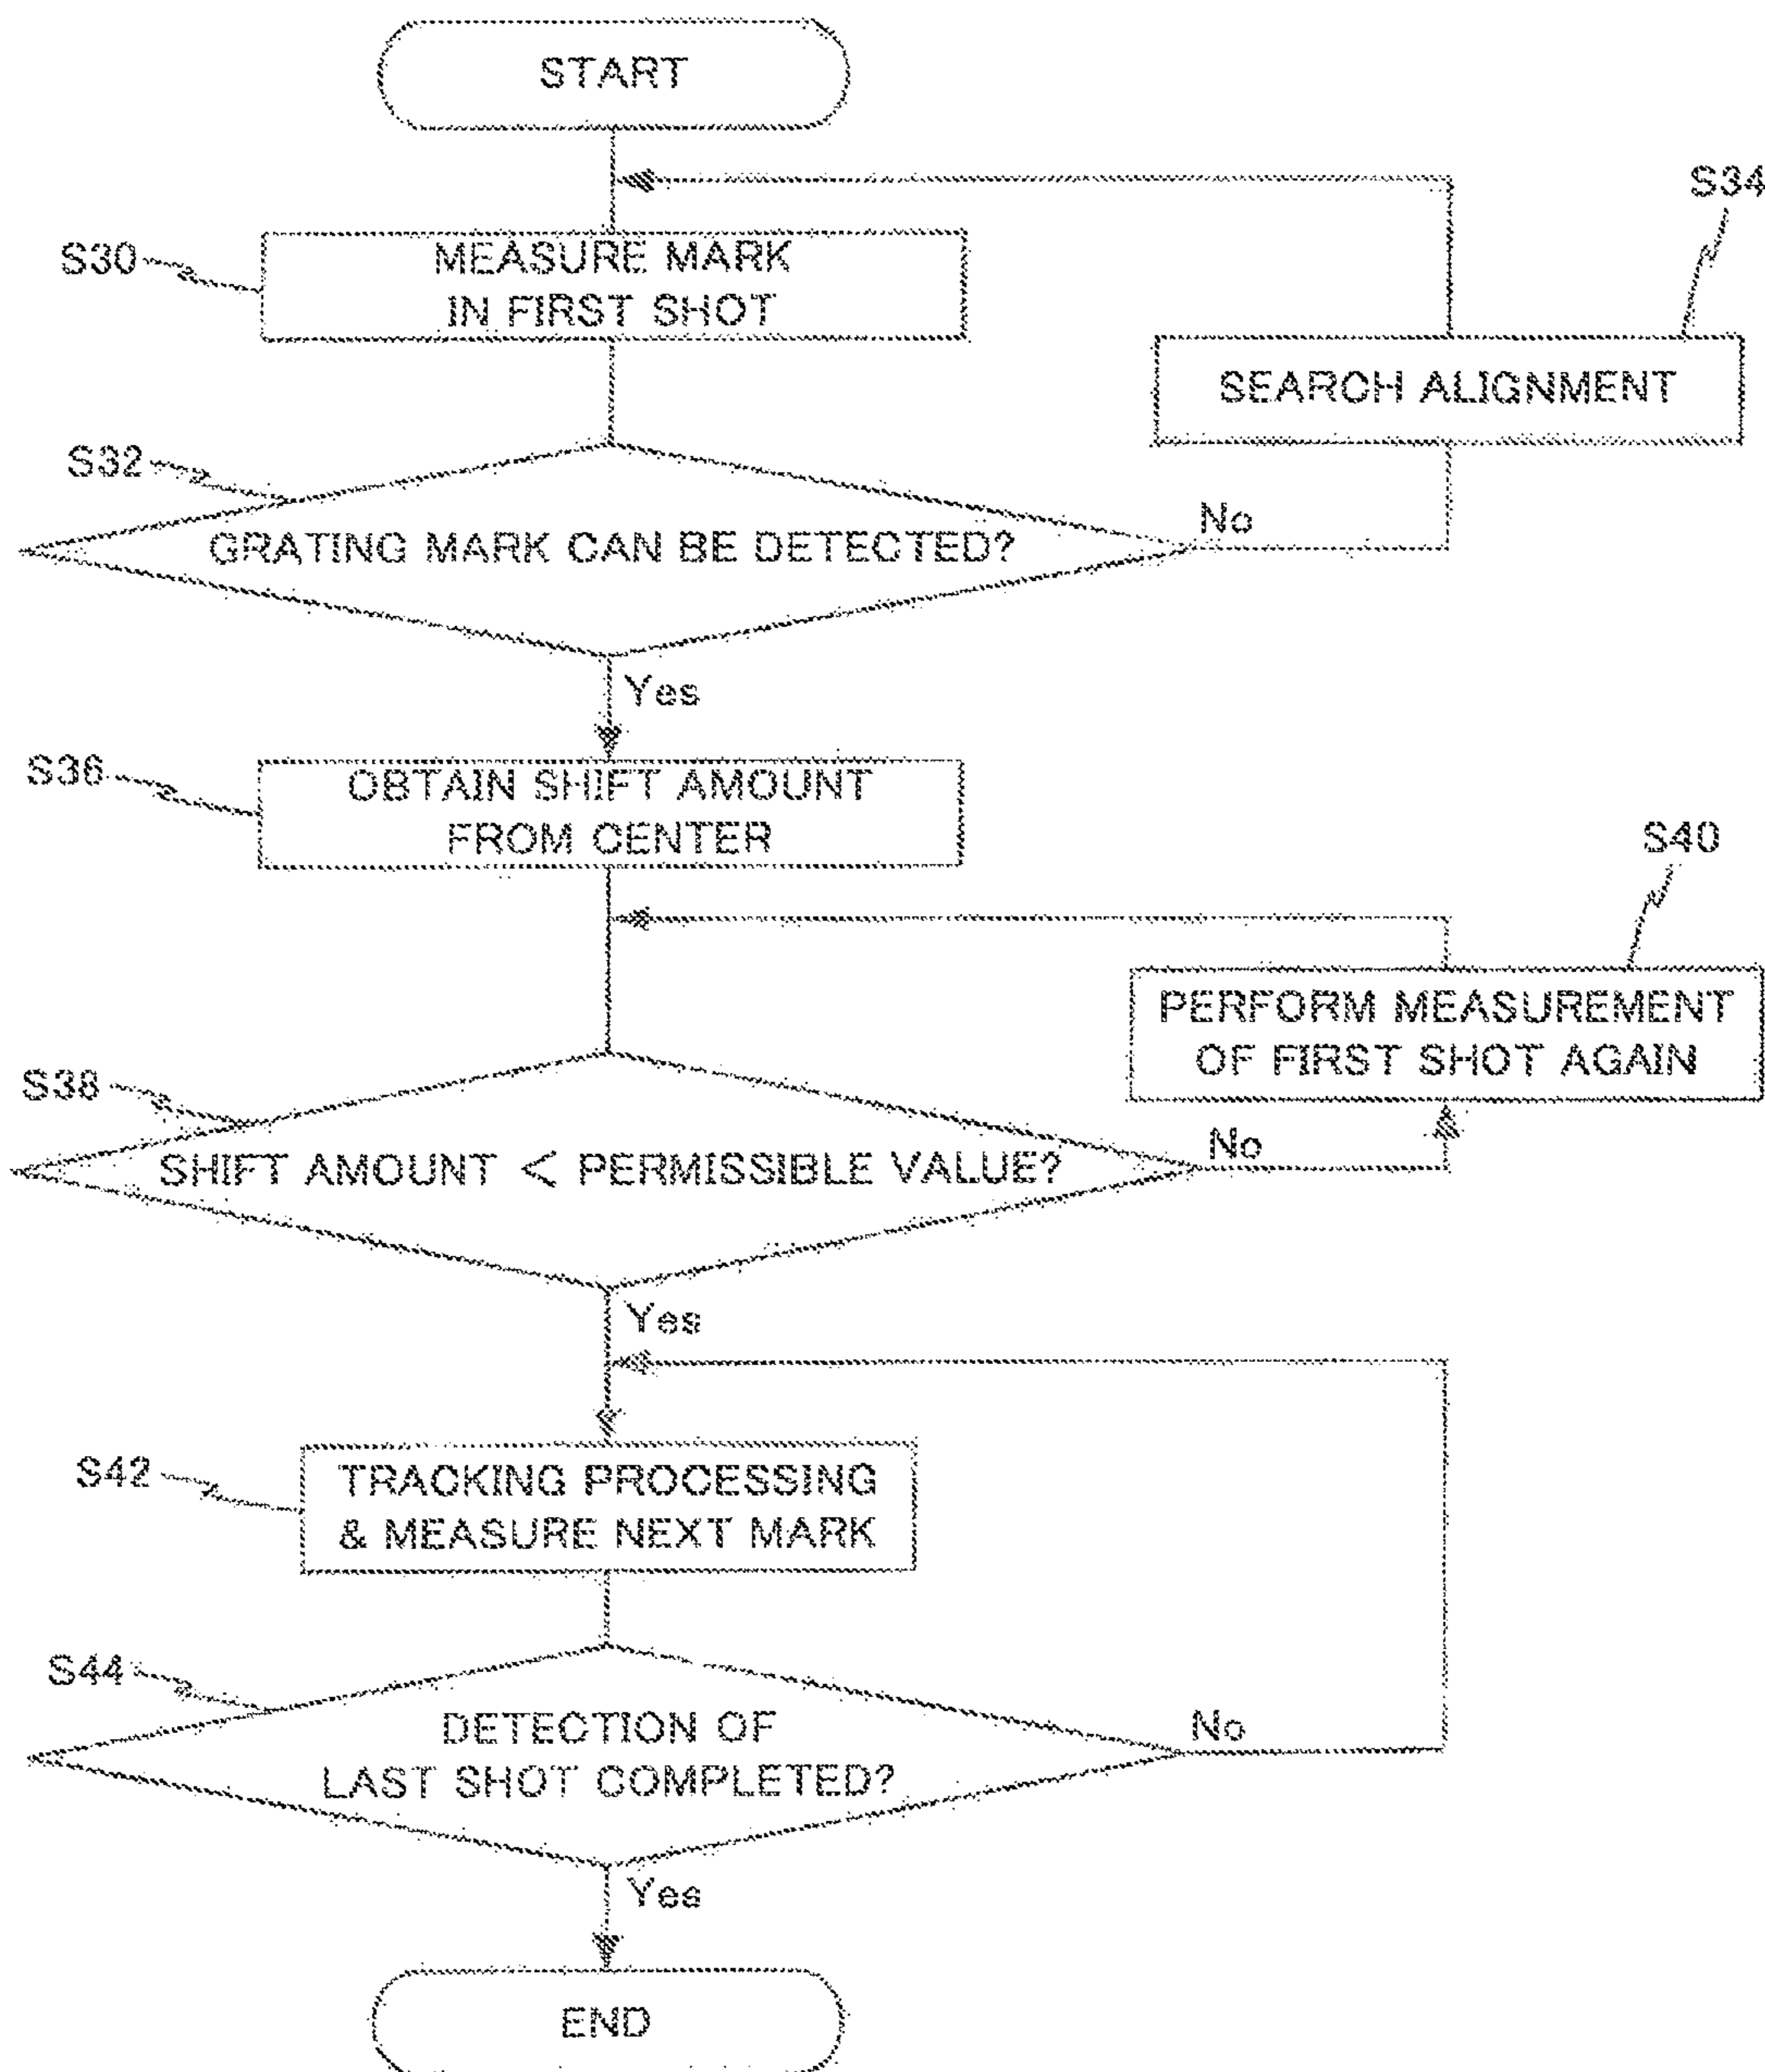 START
S34
S30
MEASURE MARK
IN FIRST SHOT
SEARCH ALIGNMENT
S32
No
GRATING MARK CAN BE DETECTED?
Yes
S36
OBTAIN SHIFT AMOUNT
FROM CENTER
S40
PERFORM MEASUREMENT
OF FIRST SHOT AGAIN
S38
No
SHIFT AMOUNT < PERMISSIBLE VALUE?
Yes
S42
TRACKING PROCESSING
& MEASURE NEXT MARK
S44
No
DETECTION OF
LAST SHOT COMPLETED?
Yes
END